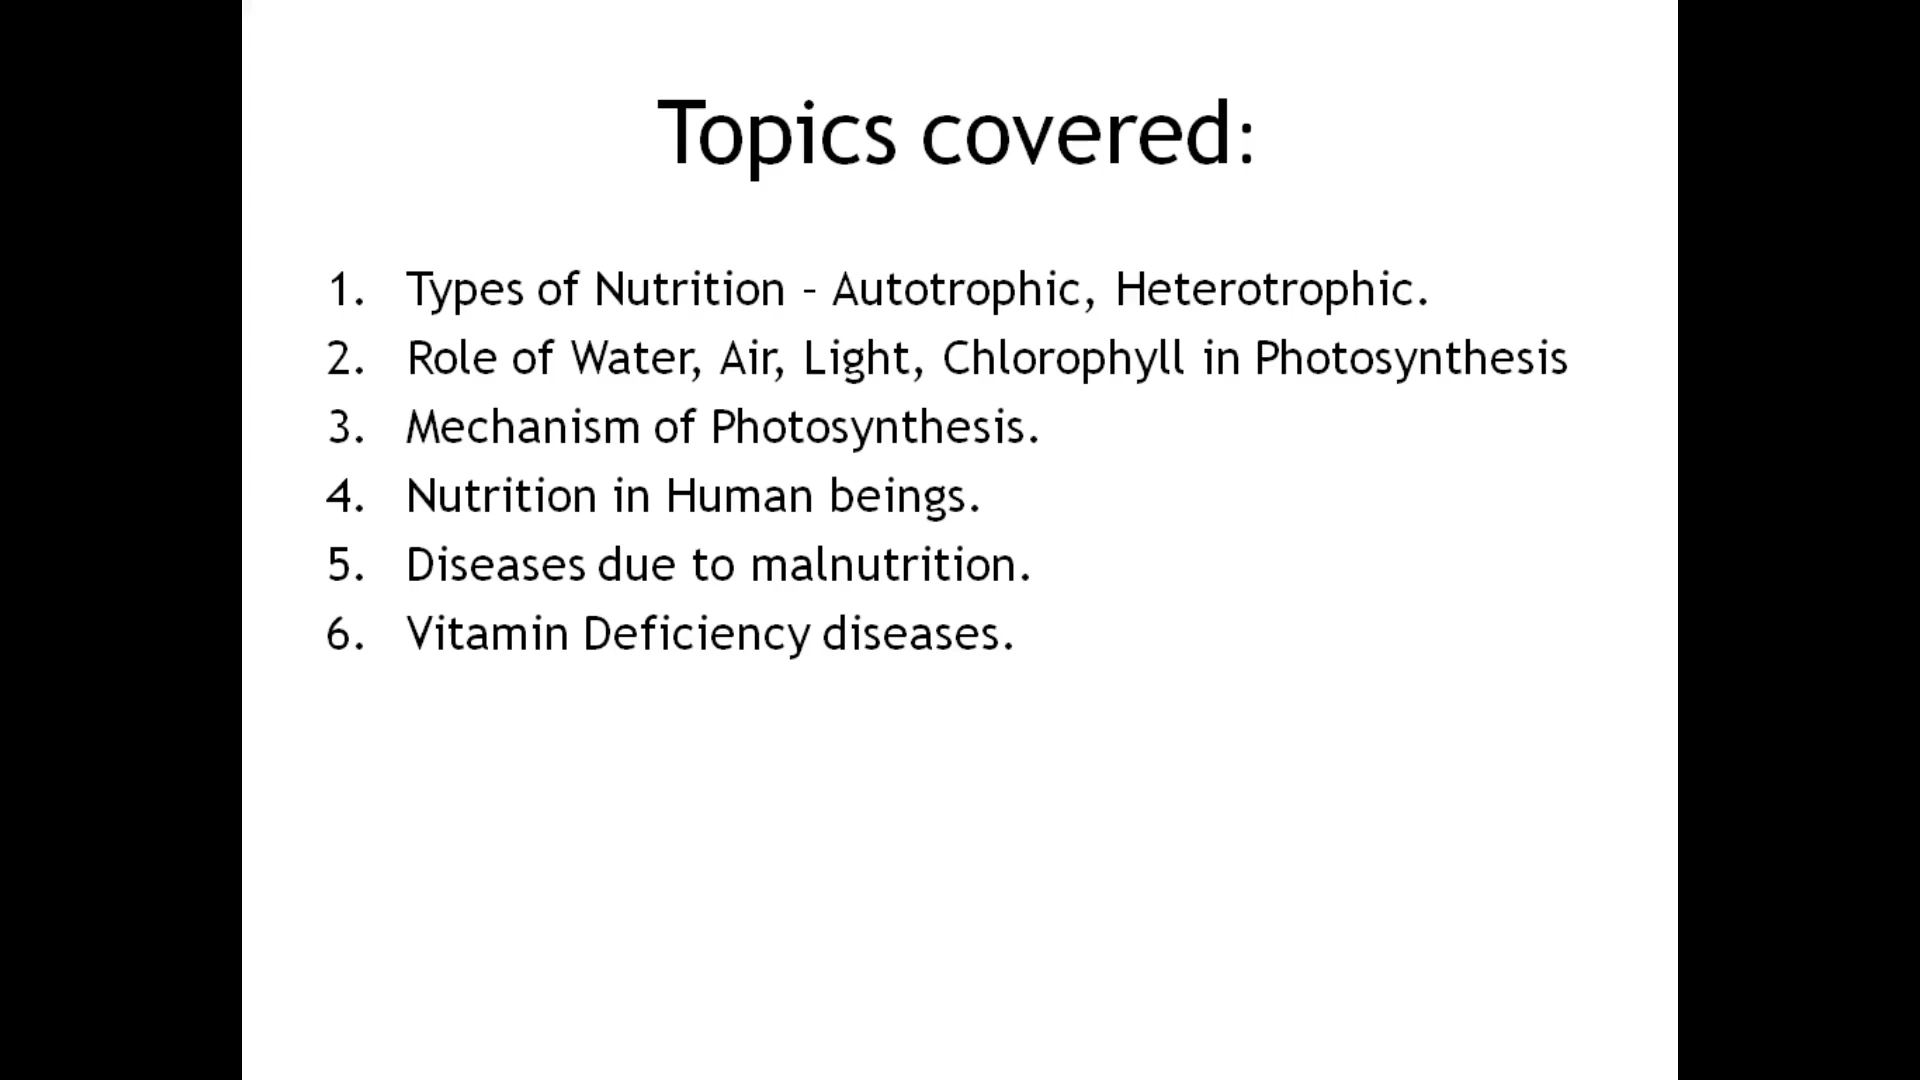 Topics covered:
1. Types of Nutrition – Autotrophic, Heterotrophic.
2. Role of Water, Air, Light, Chlorophyll in Photosynthesis
3. Mechanism of Photosynthesis.
4. Nutrition in Human beings.
5. Diseases due to malnutrition.
6. Vitamin Deficiency diseases.